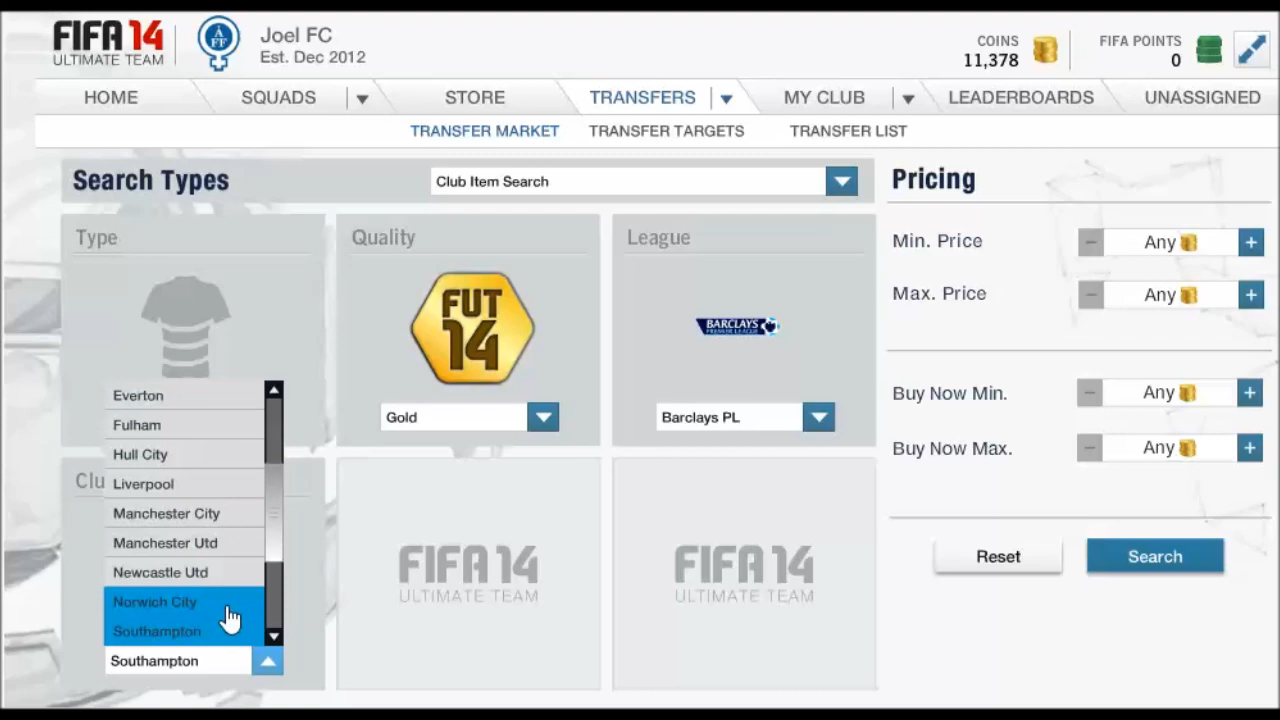 FIFA 14
ULTIMATE TEAM
AFF
Joel FC
Est. Dec 2012
COINS
11,378
FIFA POINTS
0
HOME
SQUADS
STORE
TRANSFERS
MY CLUB
LEADERBOARDS
UNASSIGNED
TRANSFER MARKET
TRANSFER TARGETS
TRANSFER LIST
Search Types
Club Item Search
Type
Quality
FUT
14
Gold
League
BARCLAYS
PREMIER LEAGUE
Barclays PL
Clu
Everton
Fulham
Hull City
Liverpool
Manchester City
Manchester Utd
Newcastle Utd
Norwich City
Southampton
Southampton
FIFA 14
ULTIMATE TEAM
FIFA 14
ULTIMATE TEAM
Pricing
Min. Price
Any
Max. Price
Any
Buy Now Min.
Any
Buy Now Max.
Any
Reset
Search